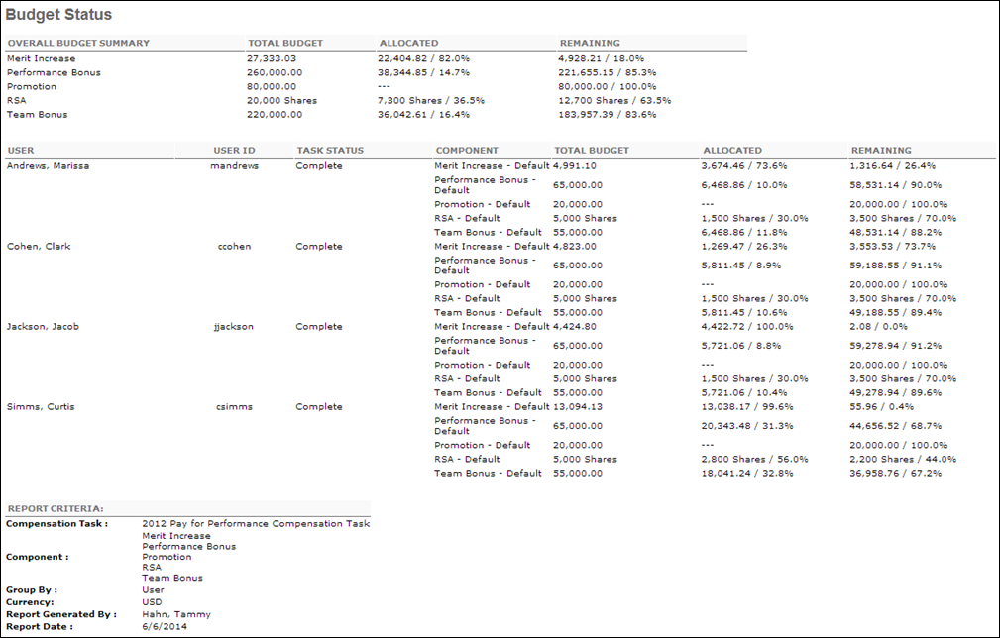 Budget Status
OVERALL BUDGET SUMMARY TOTAL BUDGET ALLOCATED REMAINING
Merit Increase 27,333.03 22,404.82 / 82.0% 4,928.21 / 18.0%
Performance Bonus 260,000.00 38,344.85 / 14.7% 221,655.15 / 85.3%
Promotion 80,000.00 --- 80,000.00 / 100.0%
RSA 20,000 Shares 7,300 Shares / 36.5% 12,700 Shares / 63.5%
Team Bonus 220,000.00 36,042.61 / 16.4% 183,957.39 / 83.6%
USER USER ID TASK STATUS COMPONENT TOTAL BUDGET ALLOCATED REMAINING
Andrews, Marissa mandrews Complete Merit Increase - Default 4,991.10 3,674.46 / 73.6% 1,316.64 / 26.4%
Performance Bonus -
Default 65,000.00 6,468.86 / 10.0% 58,531.14 / 90.0%
Promotion - Default 20,000.00 --- 20,000.00 / 100.0%
RSA - Default 5,000 Shares 1,500 Shares / 30.0% 3,500 Shares / 70.0%
Team Bonus - Default 55,000.00 6,468.86 / 11.8% 48,531.14 / 88.2%
Cohen, Clark ccohen Complete Merit Increase - Default 4,823.00 1,269.47 / 26.3% 3,553.53 / 73.7%
Performance Bonus -
Default 65,000.00 5,811.45 / 8.9% 59,188.55 / 91.1%
Promotion - Default 20,000.00 --- 20,000.00 / 100.0%
RSA - Default 5,000 Shares 1,500 Shares / 30.0% 3,500 Shares / 70.0%
Team Bonus - Default 55,000.00 5,811.45 / 10.6% 49,188.55 / 89.4%
Jackson, Jacob jjackson Complete Merit Increase - Default 4,424.80 4,422.72 / 100.0% 2.08 / 0.0%
Performance Bonus -
Default 65,000.00 5,721.06 / 8.8% 59,278.94 / 91.2%
Promotion - Default 20,000.00 --- 20,000.00 / 100.0%
RSA - Default 5,000 Shares 1,500 Shares / 30.0% 3,500 Shares / 70.0%
Team Bonus - Default 55,000.00 5,721.06 / 10.4% 49,278.94 / 89.6%
Simms, Curtis csimms Complete Merit Increase - Default 13,094.13 13,038.17 / 99.6% 55.96 / 0.4%
Performance Bonus -
Default 65,000.00 20,343.48 / 31.3% 44,656.52 / 68.7%
Promotion - Default 20,000.00 --- 20,000.00 / 100.0%
RSA - Default 5,000 Shares 2,800 Shares / 56.0% 2,200 Shares / 44.0%
Team Bonus - Default 55,000.00 18,041.24 / 32.8% 36,958.76 / 67.2%
REPORT CRITERIA:
Compensation Task : 2012 Pay for Performance Compensation Task
Merit Increase
Performance Bonus
Component : Promotion
RSA
Team Bonus
Group By : User
Currency: USD
Report Generated By : Hahn, Tammy
Report Date : 6/6/2014